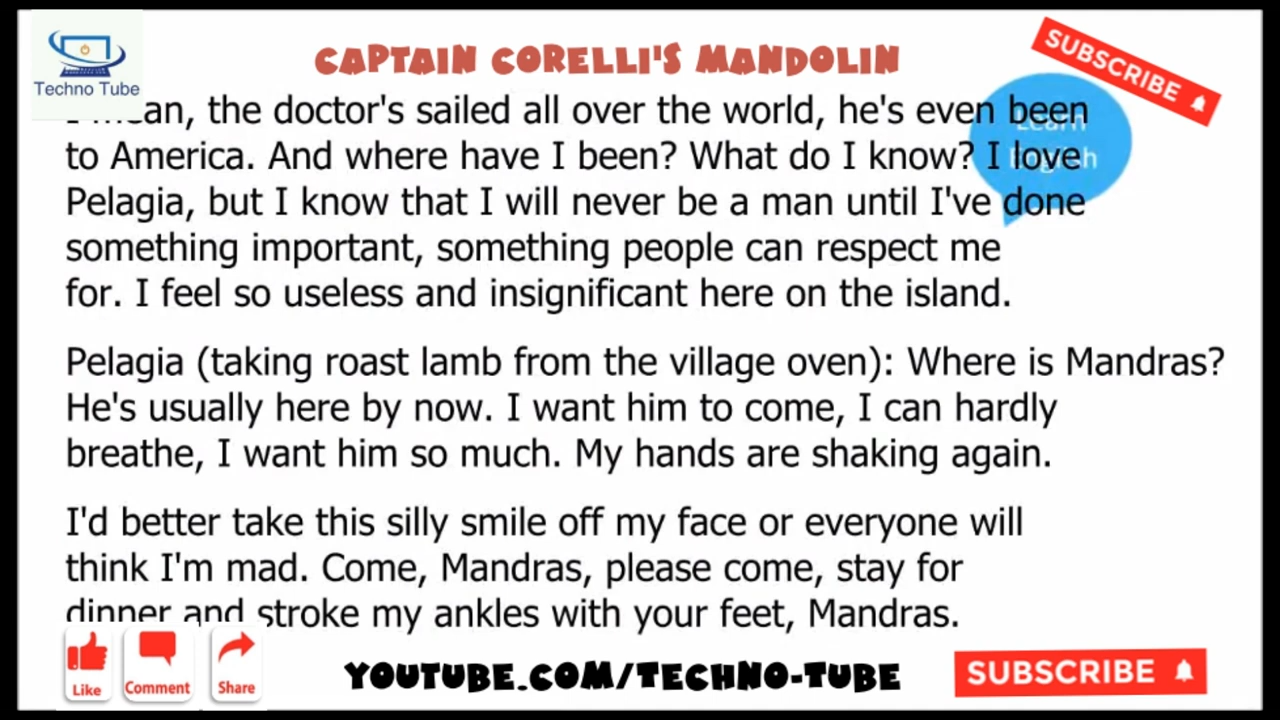 CAPTAIN CORELLI'S MANDOLIN
SUBSCRIBE
Techno Tube
Learn
English
I mean, the doctor's sailed all over the world, he's even been
to America. And where have I been? What do I know? I love
Pelagia, but I know that I will never be a man until I've done
something important, something people can respect me
for. I feel so useless and insignificant here on the island.
Pelagia (taking roast lamb from the village oven): Where is Mandras?
He's usually here by now. I want him to come, I can hardly
breathe, I want him so much. My hands are shaking again.
I'd better take this silly smile off my face or everyone will
think I'm mad. Come, Mandras, please come, stay for
dinner and stroke my ankles with your feet, Mandras.
Like
Comment
Share
YOUTUBE.COM/TECHNO-TUBE
SUBSCRIBE